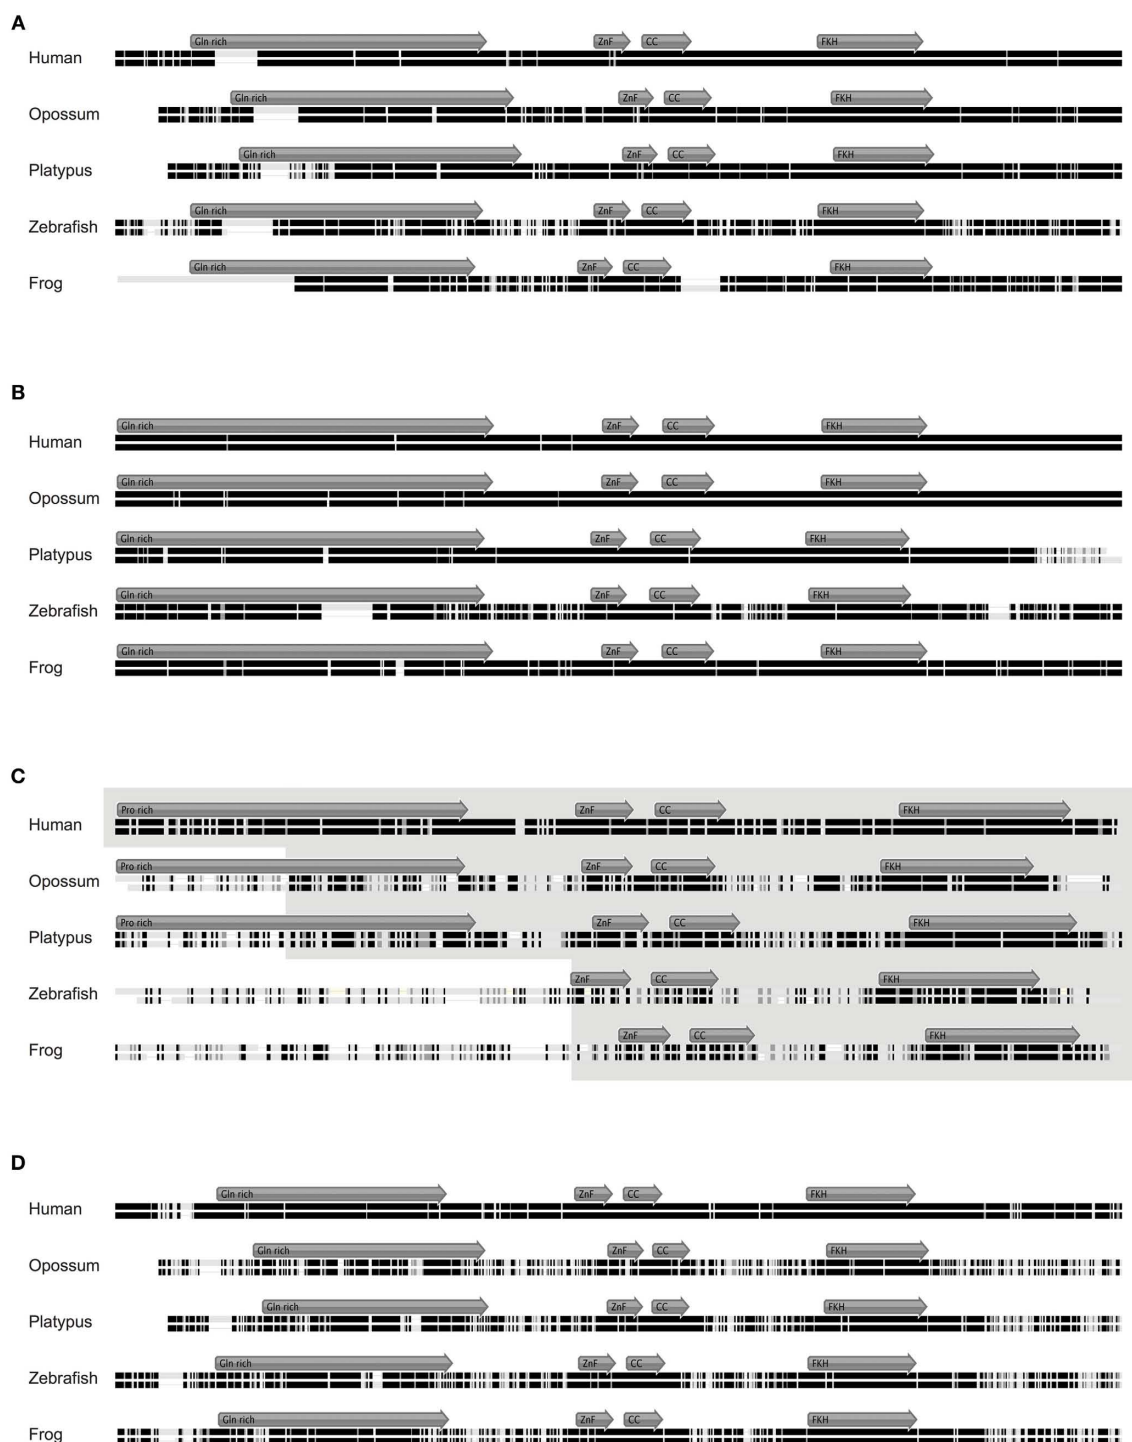 A
Gln rich ZnF CC FKH
Human
Gln rich ZnF CC FKH
Opossum
Gln rich ZnF CC FKH
Platypus
Gln rich ZnF CC FKH
Zebrafish
Gln rich ZnF CC FKH
Frog
B
Gln rich ZnF CC FKH
Human
Gln rich ZnF CC FKH
Opossum
Gln rich ZnF CC FKH
Platypus
Gln rich ZnF CC FKH
Zebrafish
Gln rich ZnF CC FKH
Frog
C
Pro rich ZnF CC FKH
Human
Pro rich ZnF CC FKH
Opossum
Pro rich ZnF CC FKH
Platypus
ZnF CC FKH
Zebrafish
ZnF CC FKH
Frog
D
Gln rich ZnF CC FKH
Human
Gln rich ZnF CC FKH
Opossum
Gln rich ZnF CC FKH
Platypus
Gln rich ZnF CC FKH
Zebrafish
Gln rich ZnF CC FKH
Frog